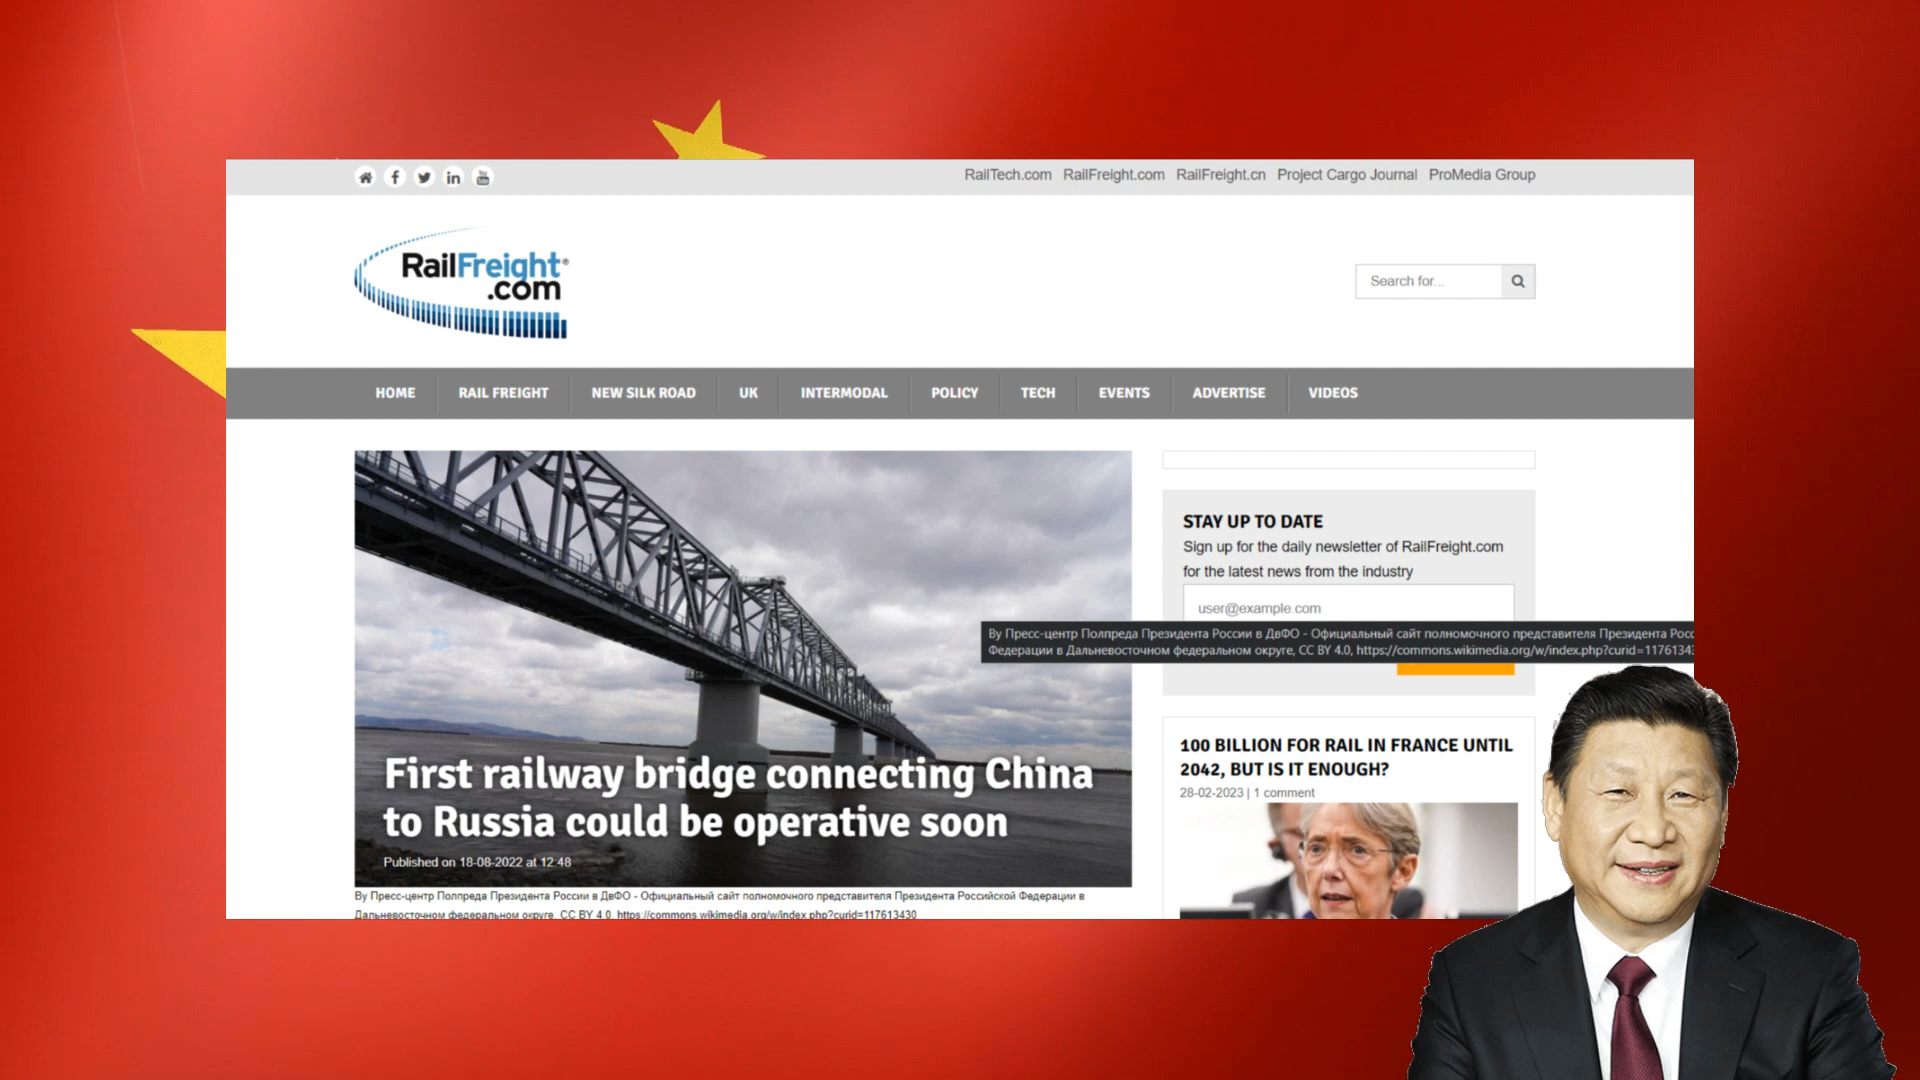 RailTech.com RailFreight.com RailFreight.cn Project Cargo Journal ProMedia Group
RailFreight®
.com
Search for...
HOME RAIL FREIGHT NEW SILK ROAD UK INTERMODAL POLICY TECH EVENTS ADVERTISE VIDEOS
First railway bridge connecting China
to Russia could be operative soon
Published on 18-08-2022 at 12:48
By Пресс-центр Полпреда Президента России в ДвФО - Официальный сайт полномочного представителя Президента Российской Федерации в
Дальневосточном федеральном округе, CC BY 4.0, https://commons.wikimedia.org/w/index.php?curid=117613430
STAY UP TO DATE
Sign up for the daily newsletter of RailFreight.com
for the latest news from the industry
user@example.com
By Пресс-центр Полпреда Президента России в ДвФО - Официальный сайт полномочного представителя Президента Росс
Федерации в Дальневосточном федеральном округе, CC BY 4.0, https://commons.wikimedia.org/w/index.php?curid=11761343
100 BILLION FOR RAIL IN FRANCE UNTIL
2042, BUT IS IT ENOUGH?
28-02-2023 | 1 comment